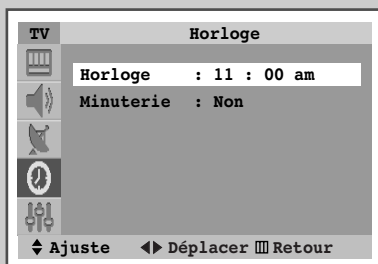 TV Horloge
Horloge : 11 : 00 am
Minuterie : Non
Ajuste Déplacer Retour